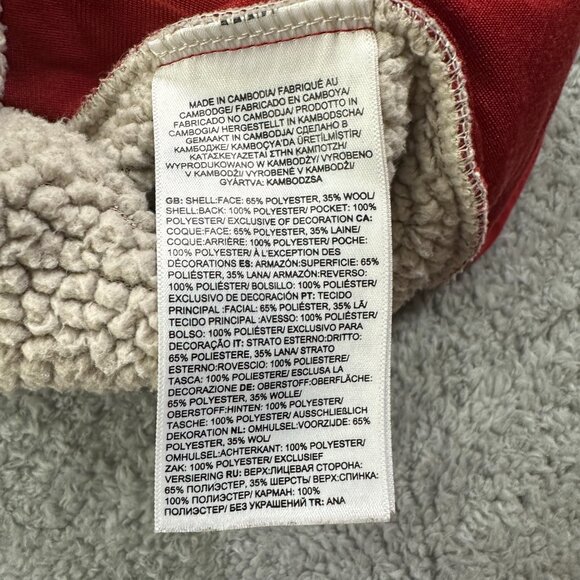 MADE IN CAMBODIA/ FABRIQUÉ AU
CAMBODGE/ FABRICADO EN CAMBOYA/
FABRICADO NO CAMBODJA/ PRODOTTO IN
CAMBOGIA/ HERGESTELLT IN KAMBODSCHA/
GEMAAKT IN CAMBODJA/ СДЕЛАНО В
КАМБОДЖЕ/ KAMBOÇYA'DA ÜRETİLMİŞTİR/
ΚΑΤΑΣΚΕΥΑΖΕΤΑΙ ΣΤΗΝ ΚΑΜΠΟΤΖΗ/
WYPRODUKOWANO W KAMBODŻY/ VYROBENO
V KAMBODŽI/ VYROBENÉ V KAMBODŽI/
GYÁRTVA: KAMBODZSA
GB: SHELL:FACE: 65% POLYESTER, 35% WOOL/
SHELL:BACK: 100% POLYESTER/ POCKET: 100%
POLYESTER/ EXCLUSIVE OF DECORATION CA:
COQUE:FACE: 65% POLYESTER, 35% LAINE/
COQUE:ARRIÈRE: 100% POLYESTER/ POCHE:
100% POLYESTER/ À L'EXCEPTION DES
DÉCORATIONS ES: ARMAZÓN:SUPERFICIE: 65%
POLIÉSTER, 35% LANA/ ARMAZÓN:REVERSO:
100% POLIÉSTER/ BOLSILLO: 100% POLIÉSTER/
EXCLUSIVO DE DECORACIÓN PT: TECIDO
PRINCIPAL :FACIAL: 65% POLIÉSTER, 35% LÃ/
TECIDO PRINCIPAL :AVESSO: 100% POLIÉSTER/
BOLSO: 100% POLIÉSTER/ EXCLUSIVO PARA
DECORAÇÃO IT: STRATO ESTERNO:DRITTO:
65% POLIESTERE, 35% LANA/ STRATO
ESTERNO:ROVESCIO: 100% POLIESTERE/
TASCA: 100% POLIESTERE/ ESCLUSA LA
DECORAZIONE DE: OBERSTOFF:OBERFLÄCHE:
65% POLYESTER, 35% WOLLE/
OBERSTOFF:HINTEN: 100% POLYESTER/
TASCHE: 100% POLYESTER/ AUSSCHLIEßLICH
DEKORATION NL: OMHULSEL:VOORZIJDE: 65%
POLYESTER, 35% WOL/
OMHULSEL:ACHTERKANT: 100% POLYESTER/
ZAK: 100% POLYESTER/ EXCLUSIEF
VERSIERING RU: ВЕРХ:ЛИЦЕВАЯ СТОРОНА:
65% ПОЛИЭСТЕР, 35% ШЕРСТЬ/ ВЕРХ:СПИНКА:
100% ПОЛИЭСТЕР/ КАРМАН: 100%
ПОЛИЭСТЕР/ БЕЗ УКРАШЕНИЙ TR: ANA